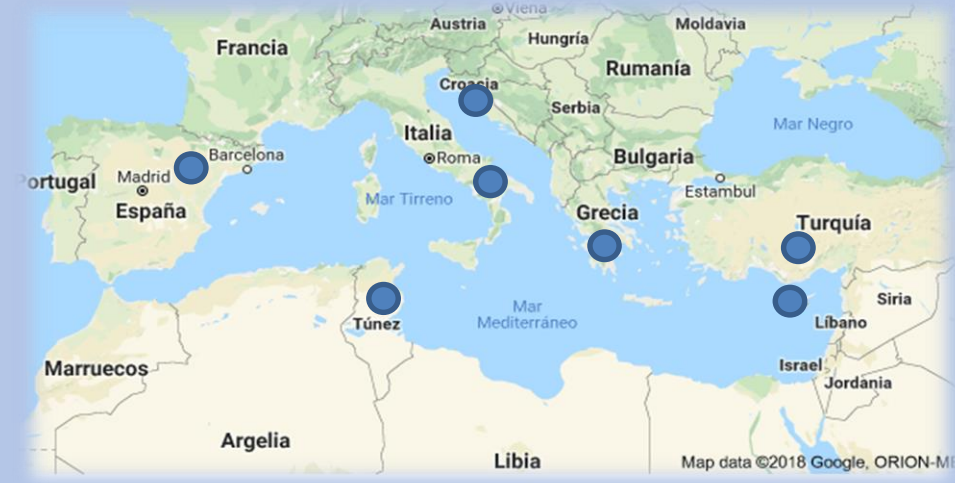 Viena
Austria
Moldavia
Francia
Hungría
Rumanía
Croacia
Serbia
Mar Negro
Italia
Barcelona
Roma
Bulgaria
Portugal
Madrid
Estambul
Mar Tirreno
España
Grecia
Turquía
Mar
Mediterráneo
Siria
Túnez
Líbano
Marruecos
Israel
Jordania
Argelia
Libia
Map data ©2018 Google, ORION-ME